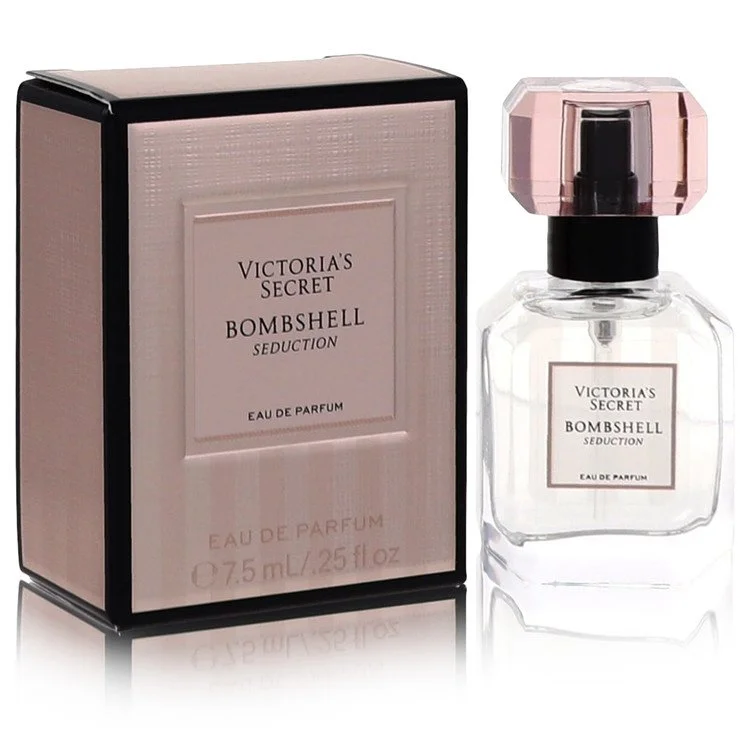 VICTORIA'S
SECRET
BOMBSHELL
SEDUCTION
EAU DE PARFUM
EAU DE PARFUM
℮ 7.5 mL/.25 fl oz
VICTORIA'S
SECRET
BOMBSHELL
SEDUCTION
EAU DE PARFUM